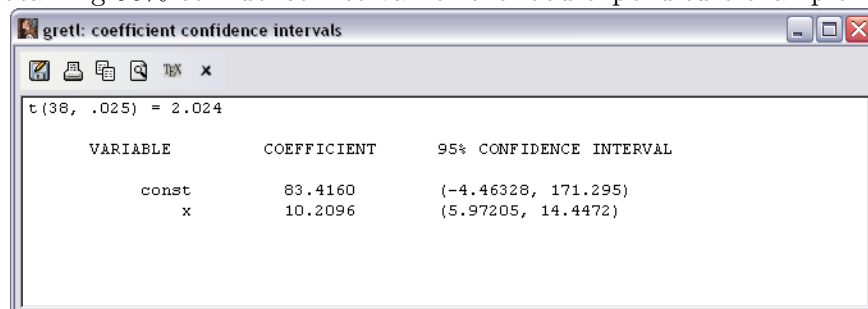 gretl: coefficient confidence intervals
TEX
t(38, .025) = 2.024
VARIABLE COEFFICIENT 95% CONFIDENCE INTERVAL
const 83.4160 (-4.46328, 171.295)
x 10.2096 (5.97205, 14.4472)